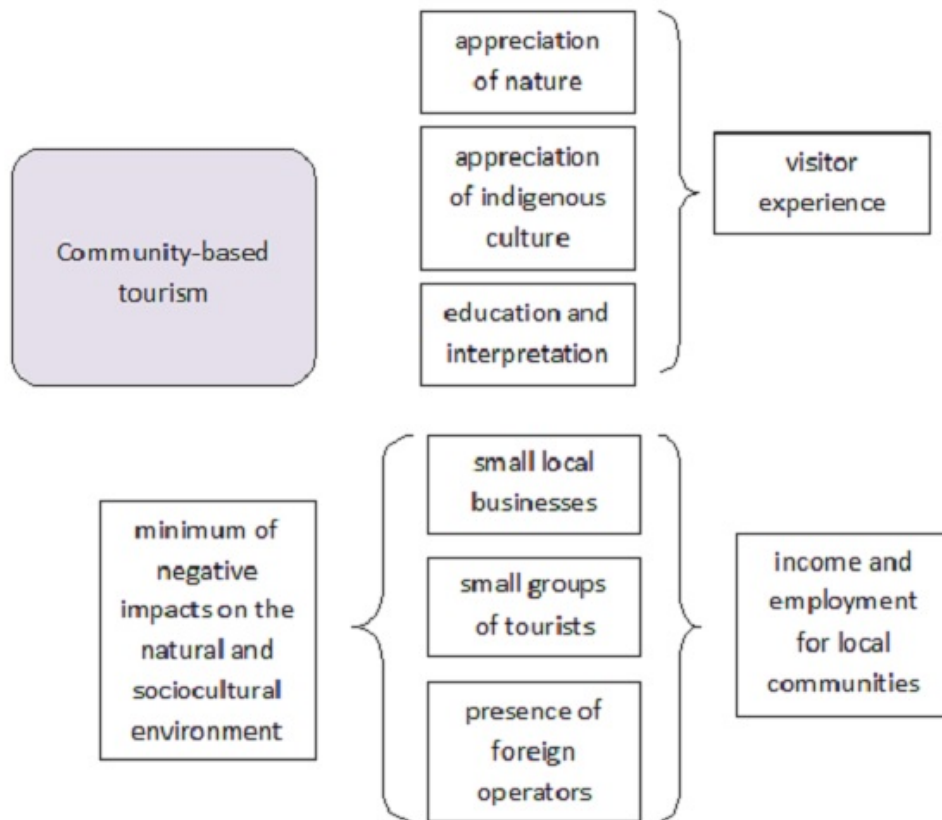 Community-based
tourism
appreciation
of nature
appreciation
of indigenous
culture
education and
interpretation
visitor
experience
minimum of
negative
impacts on the
natural and
sociocultural
environment
small local
businesses
small groups
of tourists
presence of
foreign
operators
income and
employment
for local
communities